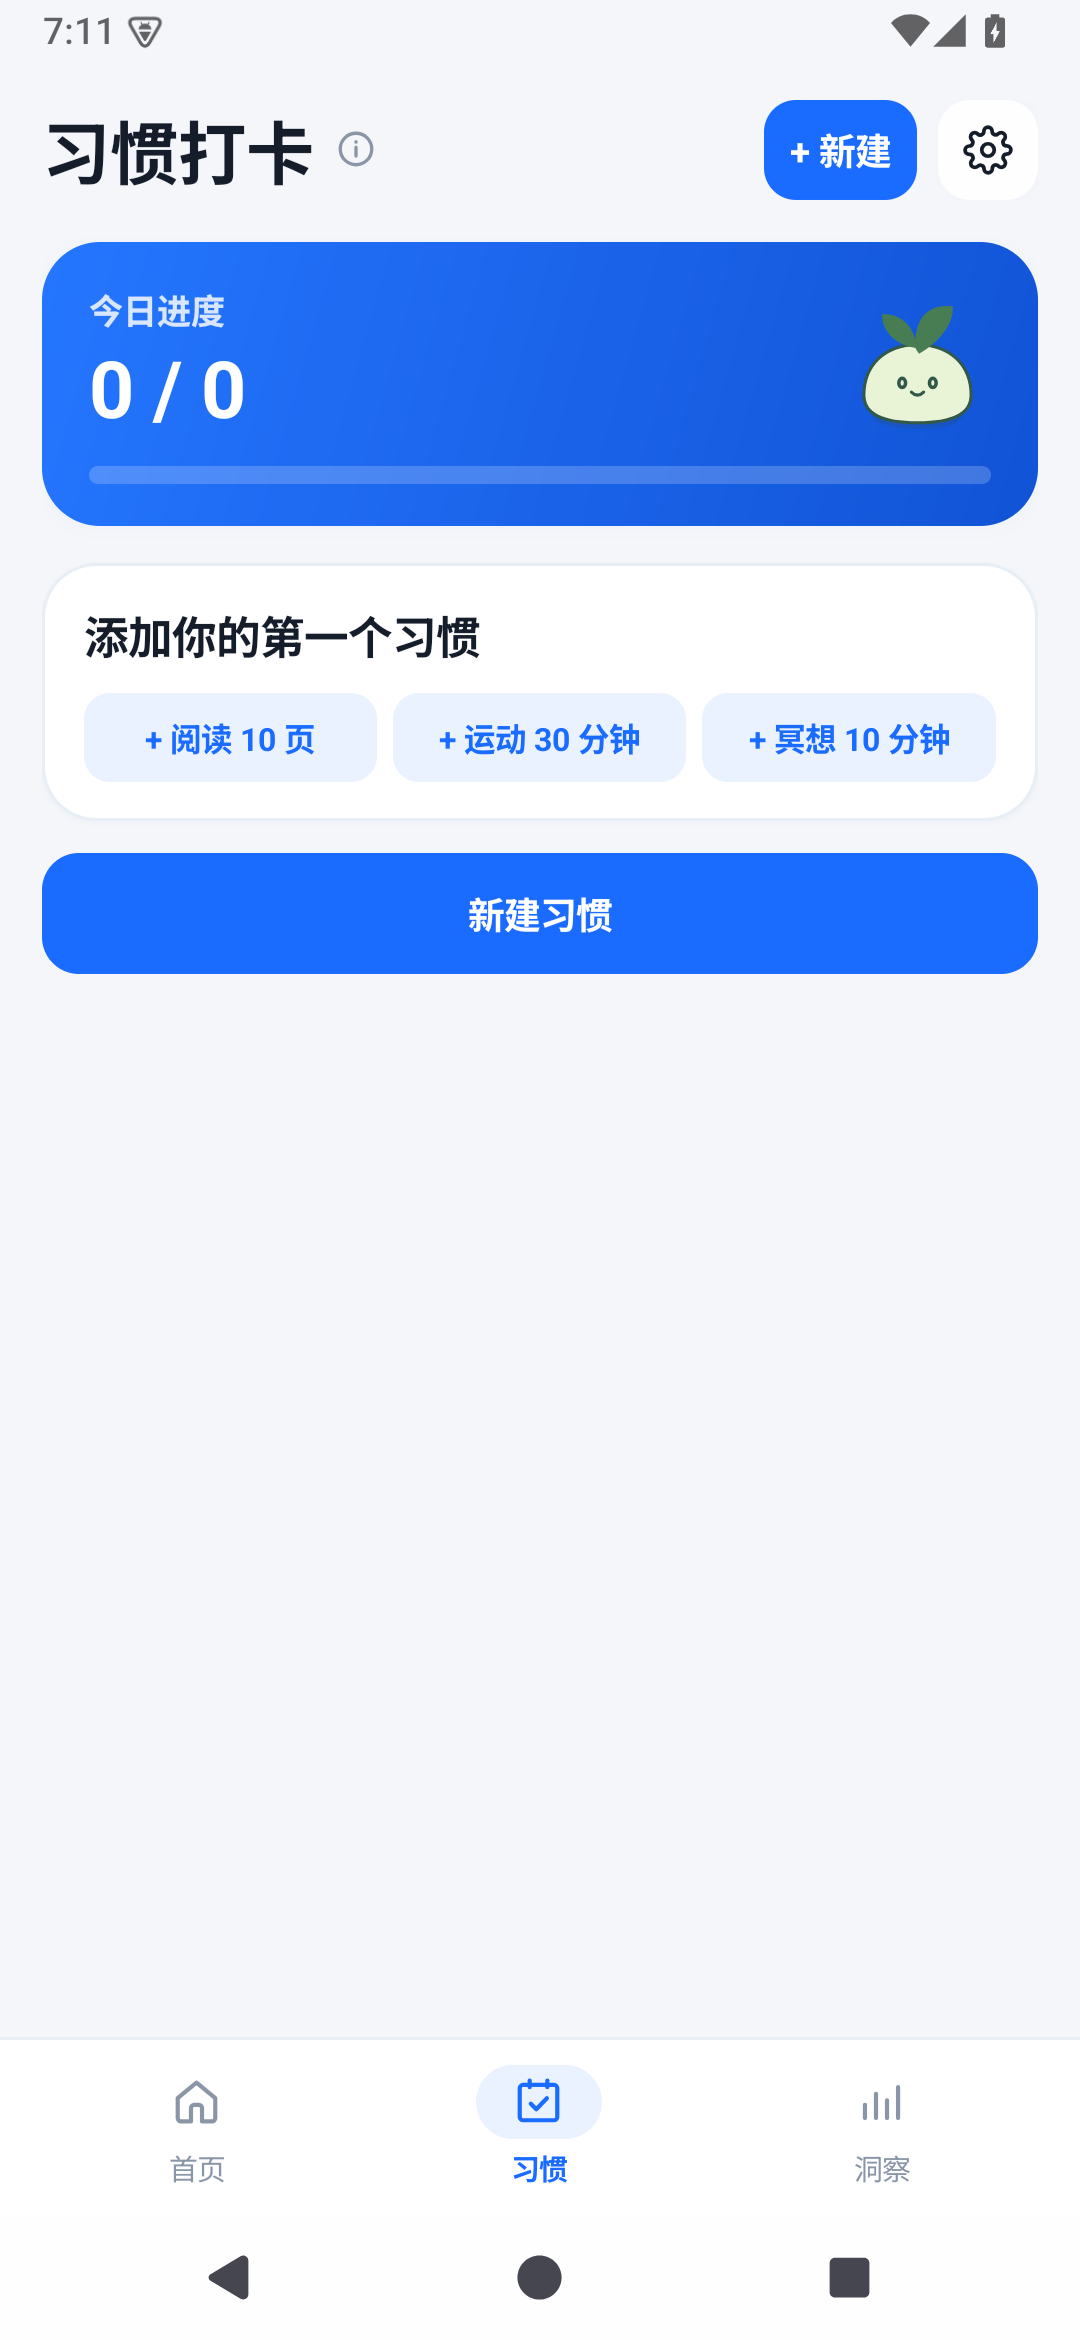 7:11
习惯打卡
+ 新建
今日进度
0 / 0
添加你的第一个习惯
+ 阅读 10 页
+ 运动 30 分钟
+ 冥想 10 分钟
新建习惯
首页
习惯
洞察